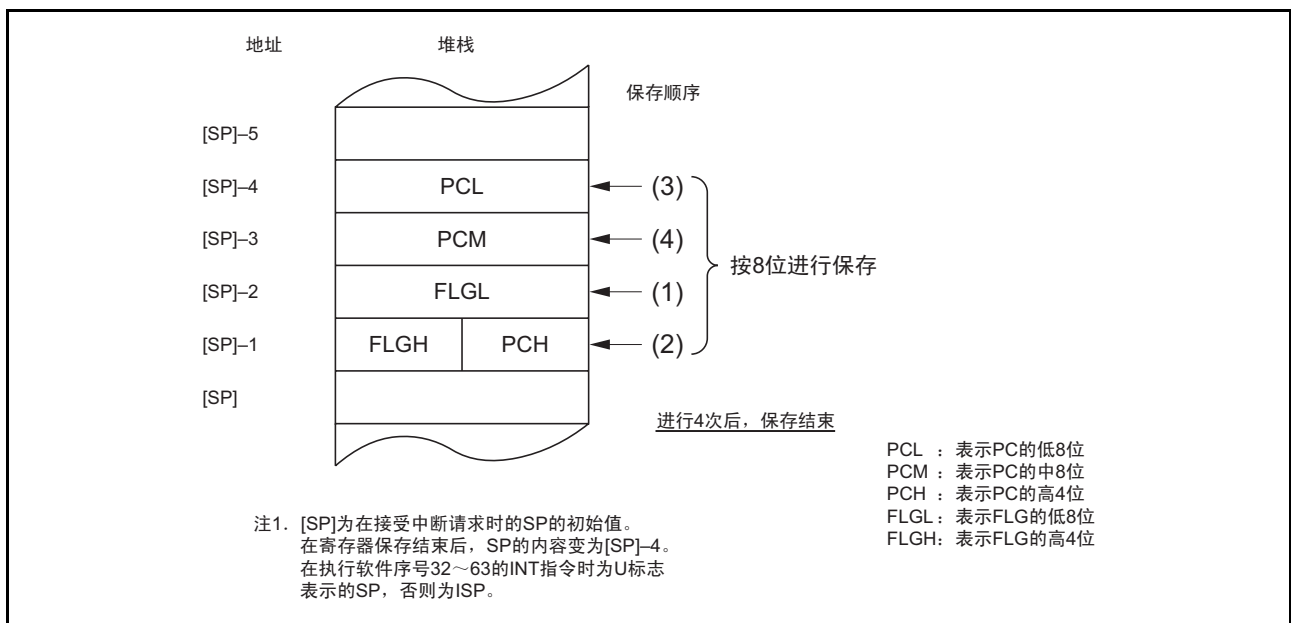 地址 堆栈
保存顺序
[SP]–5
[SP]–4 PCL (3)
[SP]–3 PCM (4)
按8位进行保存
[SP]–2 FLGL (1)
[SP]–1 FLGH PCH (2)
[SP]
进行4次后，保存结束
PCL ：表示PC的低8位
PCM ：表示PC的中8位
PCH ：表示PC的高4位
FLGL：表示FLG的低8位
FLGH：表示FLG的高4位
注1. [SP]为在接受中断请求时的SP的初始值。
在寄存器保存结束后，SP的内容变为[SP]–4。
在执行软件序号32～63的INT指令时为U标志
表示的SP，否则为ISP。